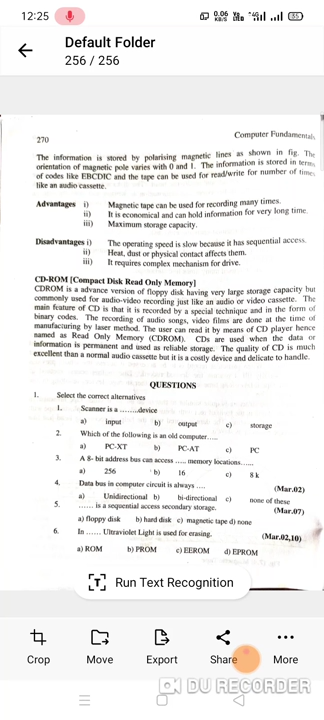 12:25
0.06 KB/S
4G
55
Default Folder
256 / 256
270
Computer Fundamentals
The information is stored by polarising magnetic lines as shown in fig. The
orientation of magnetic pole varies with 0 and 1. The information is stored in terms
of codes like EBCDIC and the tape can be used for read/write for number of times
like an audio cassette.
Advantages i) Magnetic tape can be used for recording many times.
ii) It is economical and can hold information for very long time.
iii) Maximum storage capacity.
Disadvantages i) The operating speed is slow because it has sequential access.
ii) Heat, dust or physical contact affects them.
iii) It requires complex mechanism for drive.
CD-ROM [Compact Disk Read Only Memory]
CDROM is a advance version of floppy disk having very large storage capacity but
commonly used for audio-video recording just like an audio or video cassette. The
main feature of CD is that it is recorded by a special technique and in the form of
binary codes. The recording of audio songs, video films are done at the time of
manufacturing by laser method. The user can read it by means of CD player hence
named as Read Only Memory (CDROM). CDs are used when the data or
information is permanent and used as reliable storage. The quality of CD is much
excellent than a normal audio cassette but it is a costly device and delicate to handle.
QUESTIONS
1. Select the correct alternatives
1. Scanner is a ........device
a) input b) output c) storage
2. Which of the following is an old computer....
a) PC-XT b) PC-AT c) PC
3. A 8- bit address bus can access .... memory locations.....
a) 256 b) 16 c) 8 k
4. Data bus in computer circuit is always .... (Mar.02)
a) Unidirectional b) bi-directional c) none of these
5. ...... is a sequential access secondary storage. (Mar.07)
a) floppy disk b) hard disk c) magnetic tape d) none
6. In ...... Ultraviolet Light is used for erasing. (Mar.02,10)
a) ROM b) PROM c) EEROM d) EPROM
Run Text Recognition
Crop Move Export Share More
DU RECORDER